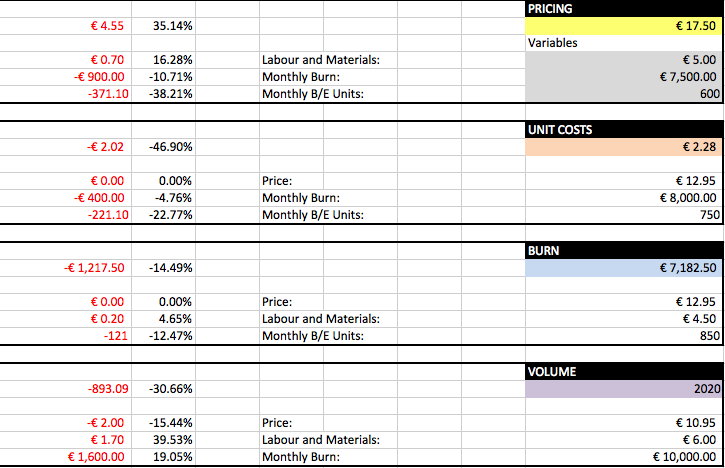 PRICING
€ 4.55 35.14% € 17.50
Variables
€ 0.70 16.28% Labour and Materials: € 5.00
-€ 900.00 -10.71% Monthly Burn: € 7,500.00
-371.10 -38.21% Monthly B/E Units: 600
UNIT COSTS
-€ 2.02 -46.90% € 2.28
€ 0.00 0.00% Price: € 12.95
-€ 400.00 -4.76% Monthly Burn: € 8,000.00
-221.10 -22.77% Monthly B/E Units: 750
BURN
-€ 1,217.50 -14.49% € 7,182.50
€ 0.00 0.00% Price: € 12.95
€ 0.20 4.65% Labour and Materials: € 4.50
-121 -12.47% Monthly B/E Units: 850
VOLUME
-893.09 -30.66% 2020
-€ 2.00 -15.44% Price: € 10.95
€ 1.70 39.53% Labour and Materials: € 6.00
€ 1,600.00 19.05% Monthly Burn: € 10,000.00